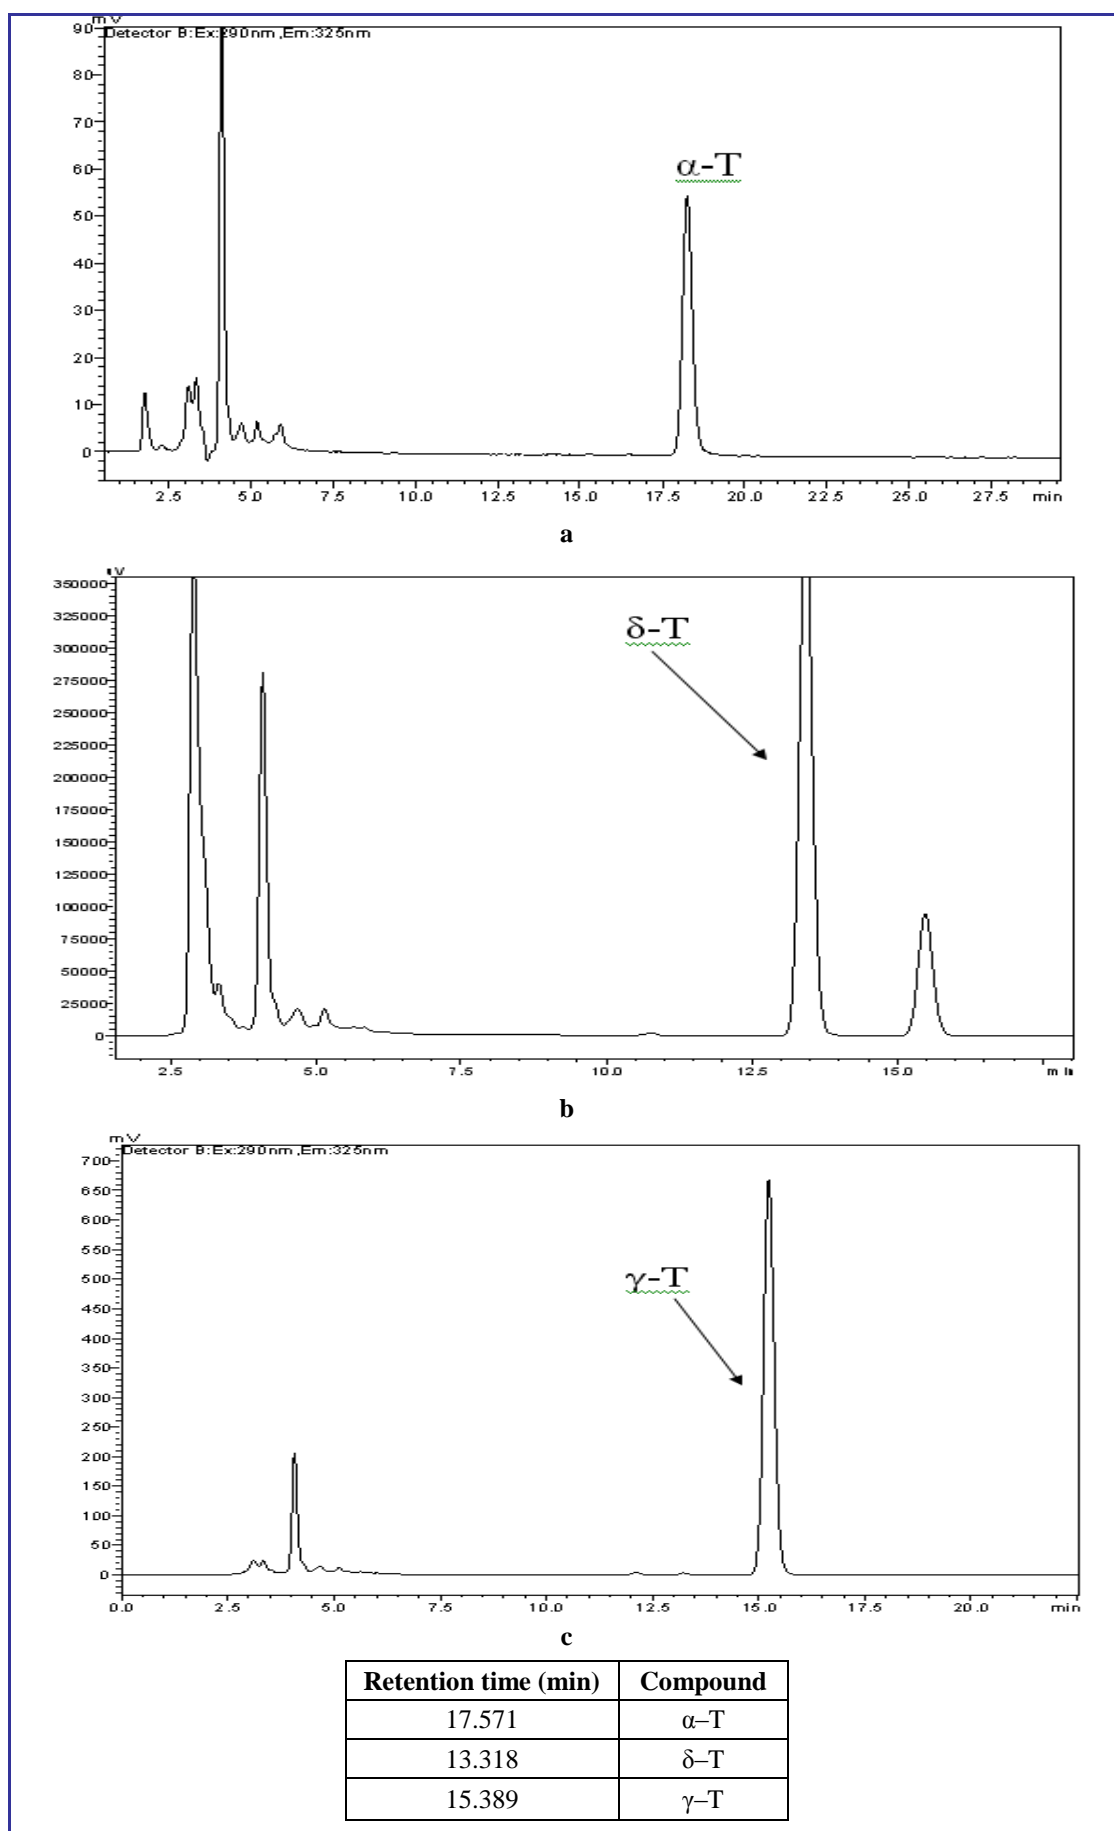 mV
Detector B:Ex:290nm,Em:325nm
90
80
70
60
50
40
30
20
10
0
α-T
2.5 5.0 7.5 10.0 12.5 15.0 17.5 20.0 22.5 25.0 27.5 min
a
350000
325000
300000
275000
250000
225000
200000
175000
150000
125000
100000
75000
50000
25000
0
δ-T
2.5 5.0 7.5 10.0 12.5 15.0
b
mV
Detector B:Ex:290nm,Em:325nm
700
650
600
550
500
450
400
350
300
250
200
150
100
50
0
γ-T
0.0 2.5 5.0 7.5 10.0 12.5 15.0 17.5 20.0 min
c
Retention time (min) Compound
17.571 α–T
13.318 δ–T
15.389 γ–T